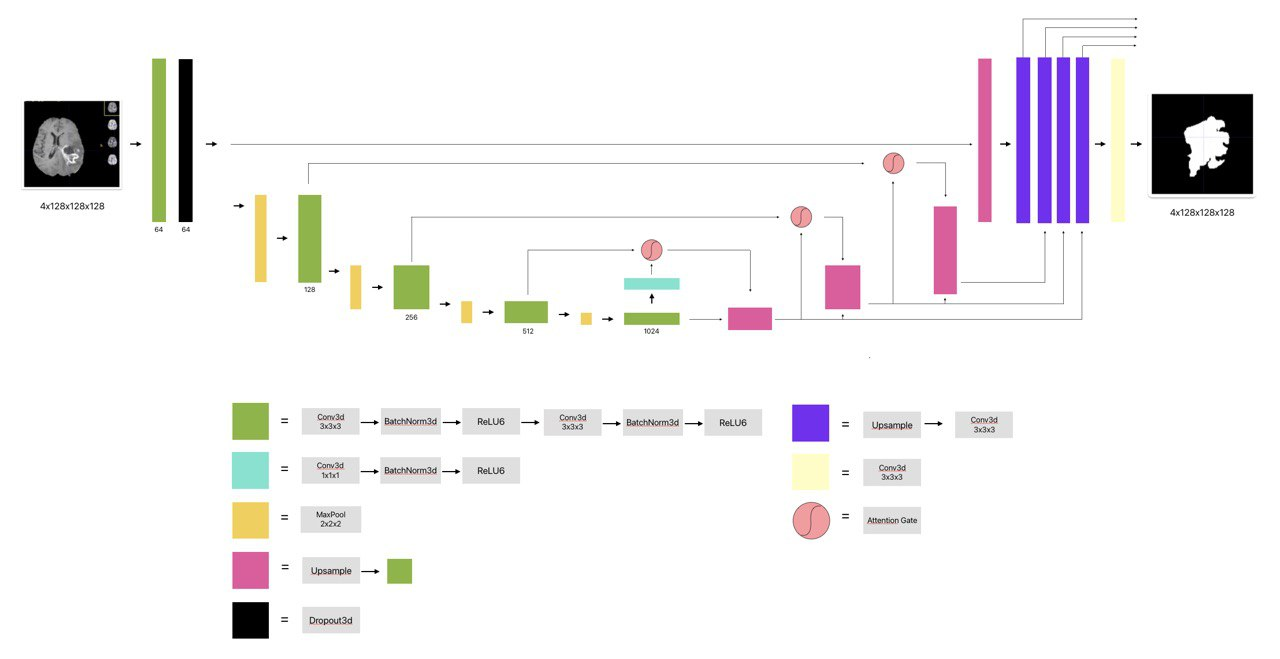 4x128x128x128
64
64
128
256
512
1024
4x128x128x128
=
Conv3d
3x3x3
BatchNorm3d
ReLU6
Conv3d
3x3x3
BatchNorm3d
ReLU6
=
Conv3d
1x1x1
BatchNorm3d
ReLU6
=
MaxPool
2x2x2
=
Upsample
=
Dropout3d
=
Upsample
Conv3d
3x3x3
=
Conv3d
3x3x3
=
Attention Gate